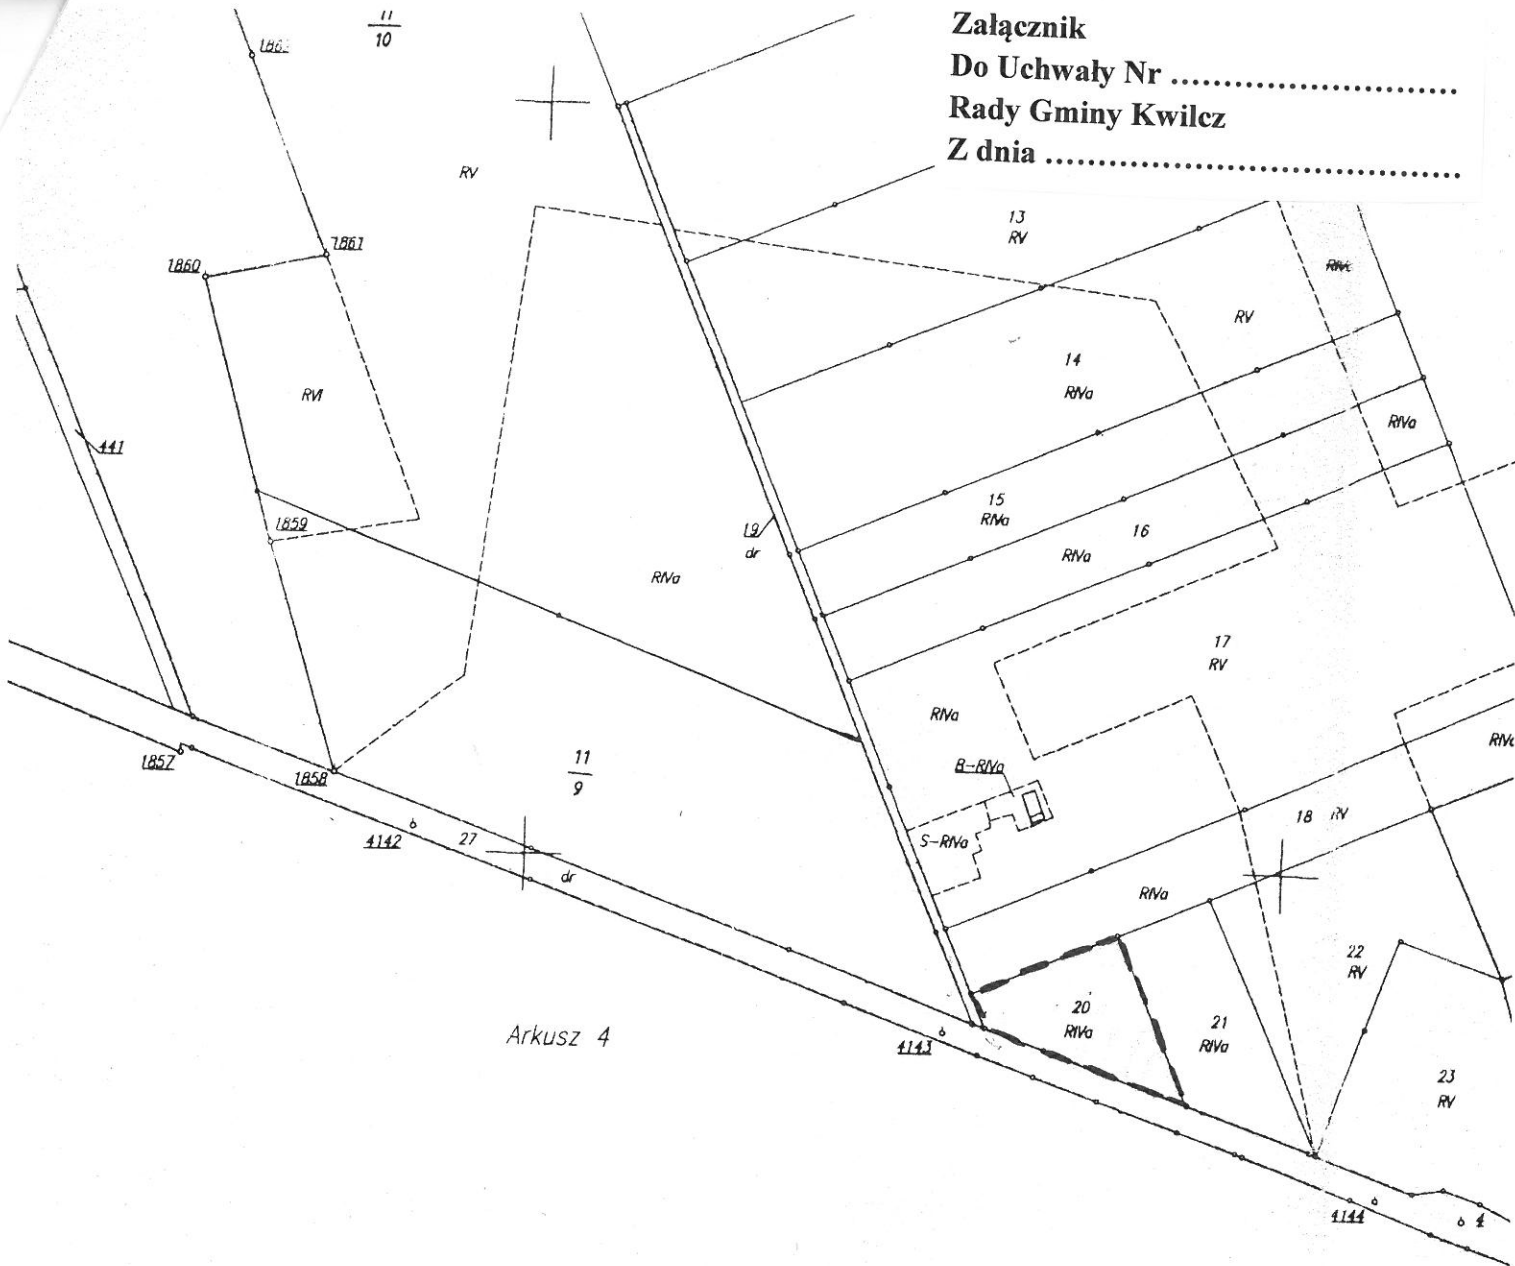 Załącznik
Do Uchwały Nr ...........................
Rady Gminy Kwilcz
Z dnia .......................................
11
10
RV
13
RV
1861
1860
RV
RVI
14
RIVa
RIVa
441
15
RIVa
16
RIVa
1859
19
dr
RIVa
17
RV
RIVa
1857
1858
11
9
B-RIVa
18
RV
4142
27
dr
S-RIVa
RIVa
22
RV
20
RIVa
21
RIVa
Arkusz 4
4143
23
RV
4144
4